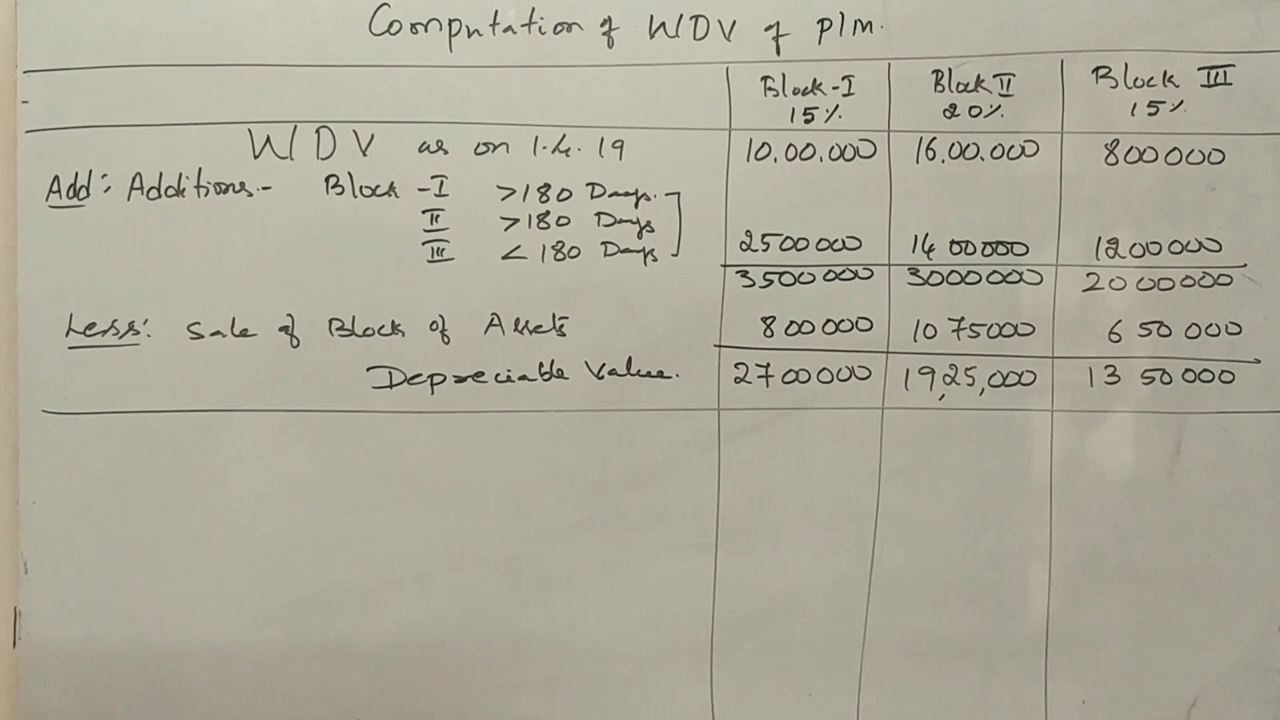 Computation of WDV of P/M.
Block-I Block II Block III
15% 20% 15%
WDV as on 1.4.19 10,00,000 16,00,000 800000
Add: Additions:- Block -I >180 Days.
II >180 Days
III < 180 Days 2500000 1400000 1200000
3500000 3000000 2000000
Less: Sale of Block of Assets 800000 1075000 650000
Depreciable Value. 2700000 19,25,000 1350000